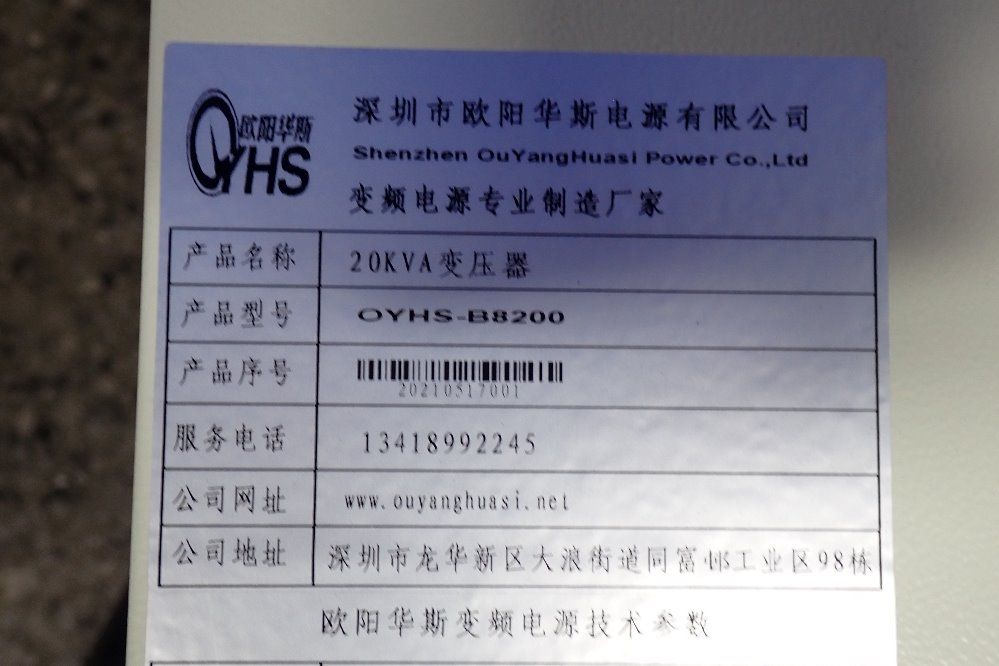 欧阳华斯
OYHS
深圳市欧阳华斯电源有限公司
Shenzhen OuYangHuasi Power Co.,Ltd
变频电源专业制造厂家
产品名称 20KVA变压器
产品型号 OYHS-B8200
产品序号 20210517001
服务电话 13418992245
公司网址 www.ouyanghuasi.net
公司地址 深圳市龙华新区大浪街道同富邨工业区98栋
欧阳华斯变频电源技术参数